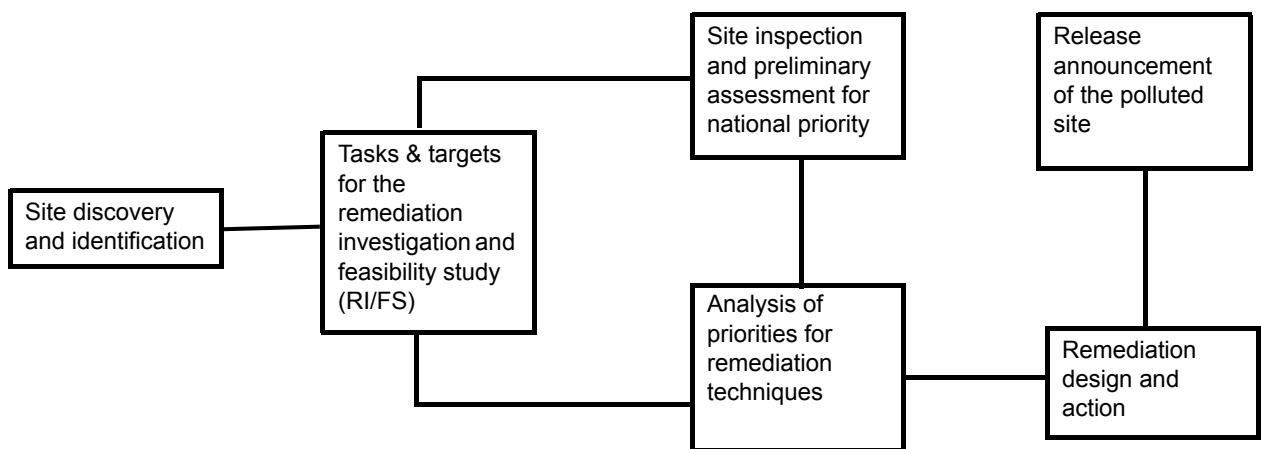 Site discovery
and identification
Tasks & targets
for the
remediation
investigation and
feasibility study
(RI/FS)
Site inspection
and preliminary
assessment for
national priority
Analysis of
priorities for
remediation
techniques
Release
announcement
of the polluted
site
Remediation
design and
action